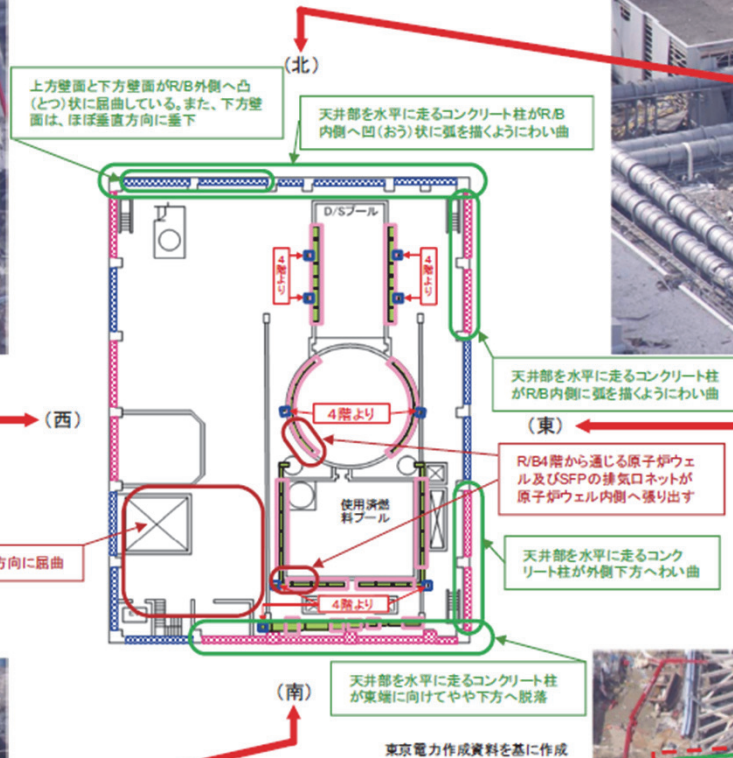 (北)
上方壁面と下方壁面がR/B外側へ凸
(とつ)状に屈曲している。また、下方壁
面は、ほぼ垂直方向に垂下
天井部を水平に走るコンクリート柱がR/B
内側へ凹(おう)状に弧を描くようにわい曲
D/Sプール
4階より
4階より
天井部を水平に走るコンクリート柱
がR/B内側に弧を描くようにわい曲
(西)
4階より
(東)
R/B4階から通じる原子炉ウェ
ル及びSFPの排気口ネットが
原子炉ウェル内側へ張り出す
使用済燃
料プール
方向に屈曲
天井部を水平に走るコンク
リート柱が外側下方へわい曲
4階より
天井部を水平に走るコンクリート柱
が東端に向けてやや下方へ脱落
(南)
東京電力作成資料を基に作成